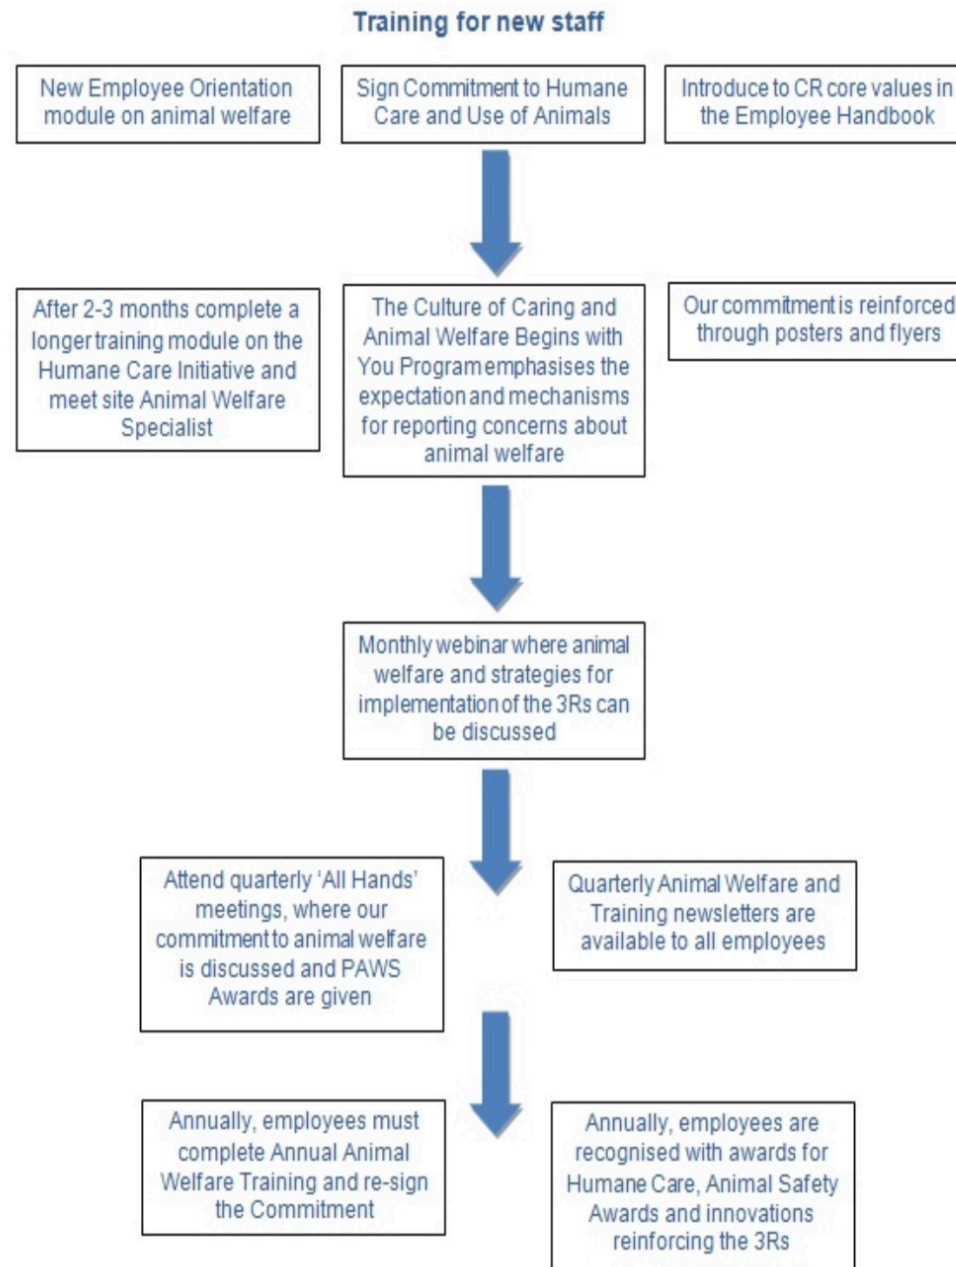 Training for new staff
New Employee Orientation
module on animal welfare
Sign Commitment to Humane
Care and Use of Animals
Introduce to CR core values in
the Employee Handbook
After 2-3 months complete a
longer training module on the
Humane Care Initiative and
meet site Animal Welfare
Specialist
The Culture of Caring and
Animal Welfare Begins with
You Program emphasises the
expectation and mechanisms
for reporting concerns about
animal welfare
Our commitment is reinforced
through posters and flyers
Monthly webinar where animal
welfare and strategies for
implementation of the 3Rs can
be discussed
Attend quarterly ‘All Hands’
meetings, where our
commitment to animal welfare
is discussed and PAWS
Awards are given
Quarterly Animal Welfare and
Training newsletters are
available to all employees
Annually, employees must
complete Annual Animal
Welfare Training and re-sign
the Commitment
Annually, employees are
recognised with awards for
Humane Care, Animal Safety
Awards and innovations
reinforcing the 3Rs